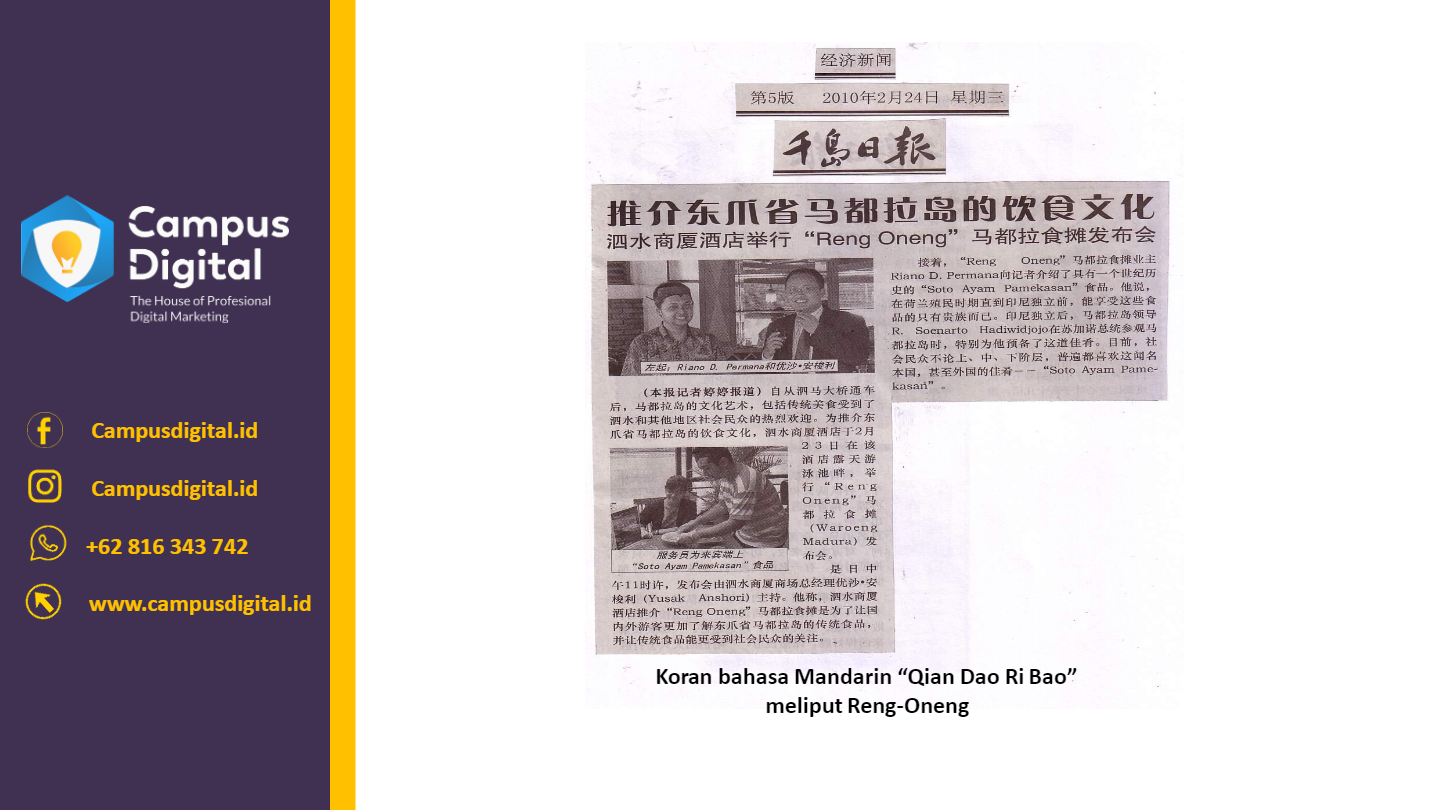 Campus
Digital
The House of Profesional
Digital Marketing
Campusdigital.id
Campusdigital.id
+62 816 343 742
www.campusdigital.id
经济新闻
第5版 2010年2月24日 星期三
千島日報
推介东爪省马都拉岛的饮食文化
泗水商厦酒店举行“Reng Oneng”马都拉食摊发布会
左起：Riano D. Permana和优沙•安梭利
（本报记者婷婷报道）自从泗马大桥通车
后，马都拉岛的文化艺术，包括传统美食受到了
泗水和其他地区社会民众的热烈欢迎。为推介东
爪省马都拉岛的饮食文化，泗水商厦酒店于2月
23日在该
酒店露天游
泳池畔，举
行“Reng
Oneng”马
都拉食摊
（Waroeng
Madura）发
布会。
服务员为来宾端上
“Soto Ayam Pamekasan”食品
是日中
午11时许，发布会由泗水商厦商场总经理优沙•安
梭利（Yusak Anshori）主持。他称，泗水商厦
酒店推介“Reng Oneng”马都拉食摊是为了让国
内外游客更加了解东爪省马都拉岛的传统食品，
并让传统食品能更受到社会民众的关注。
接着，“Reng Oneng”马都拉食摊业主
Riano D. Permana向记者介绍了具有一个世纪历
史的“Soto Ayam Pamekasan”食品。他说，
在荷兰殖民时期直到印尼独立前，能享受这些食
品的只有贵族而已。印尼独立后，马都拉岛领导
R. Soenarto Hadiwidjojo在苏加诺总统参观马
都拉岛时，特别为他预备了这道佳肴。目前，社
会民众不论上、中、下阶层，普遍都喜欢这闻名
本国，甚至外国的佳肴－－“Soto Ayam Pame-
kasan”。
Koran bahasa Mandarin “Qian Dao Ri Bao”
meliput Reng-Oneng